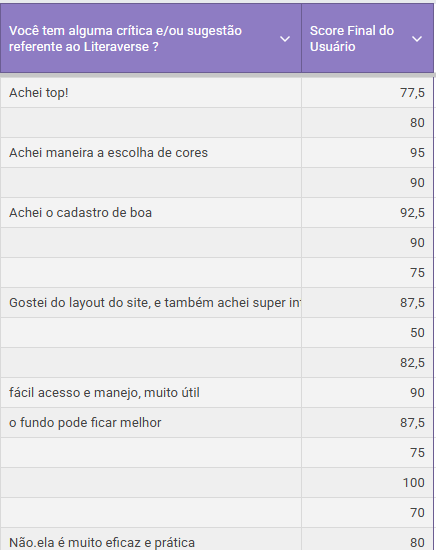 Você tem alguma crítica e/ou sugestão
referente ao Literaverse ?
Score Final do
Usuário
Achei top! 77,5
80
Achei maneira a escolha de cores 95
90
Achei o cadastro de boa 92,5
90
75
Gostei do layout do site, e também achei super 87,5
50
82,5
fácil acesso e manejo, muito útil 90
o fundo pode ficar melhor 87,5
75
100
70
Não.ela é muito eficaz e prática 80